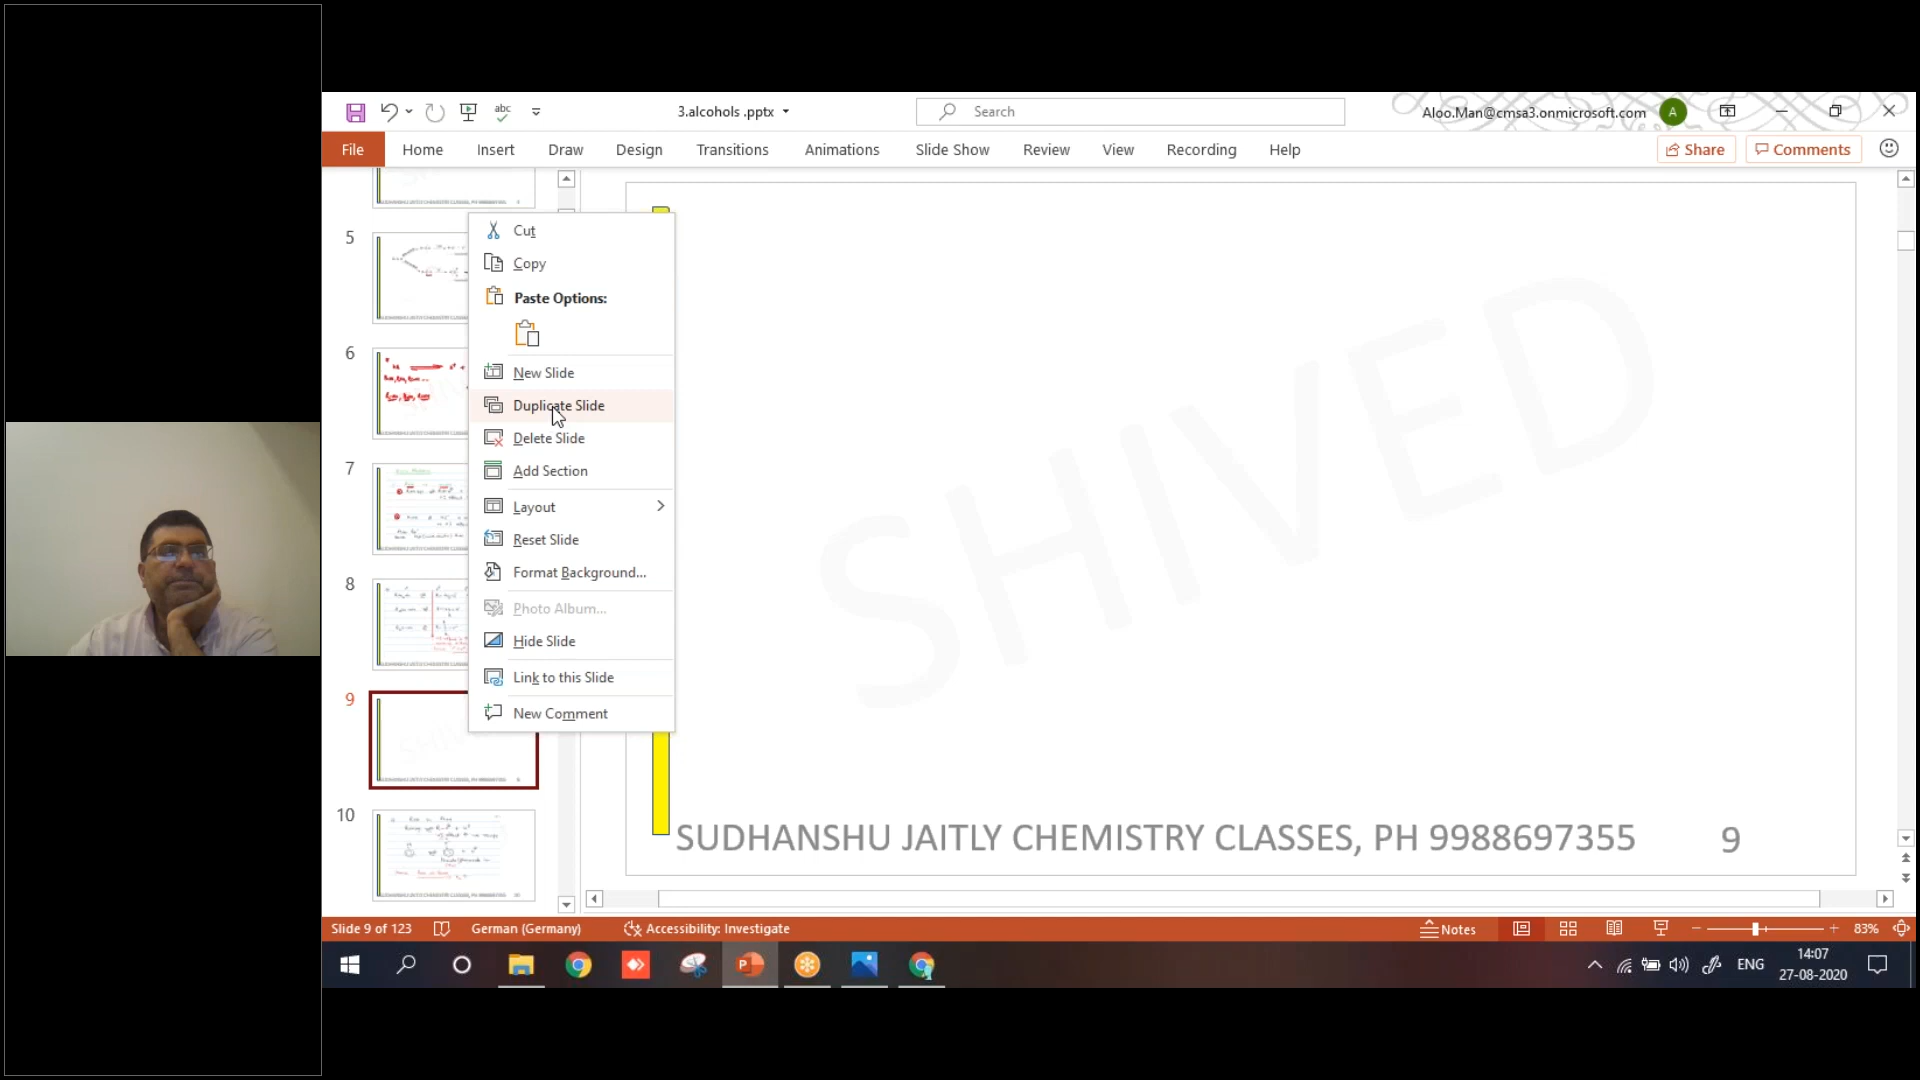 abc
3.alcohols .pptx
Search
Aloo.Man@cmsa3.onmicrosoft.com
A
File
Home
Insert
Draw
Design
Transitions
Animations
Slide Show
Review
View
Recording
Help
Share
Comments
5
6
7
8
9
10
Cut
Copy
Paste Options:
New Slide
Duplicate Slide
Delete Slide
Add Section
Layout
Reset Slide
Format Background...
Photo Album...
Hide Slide
Link to this Slide
New Comment
SHIVED
SUDHANSHU JAITLY CHEMISTRY CLASSES, PH 9988697355
9
Slide 9 of 123
German (Germany)
Accessibility: Investigate
Notes
83%
ENG
14:07
27-08-2020